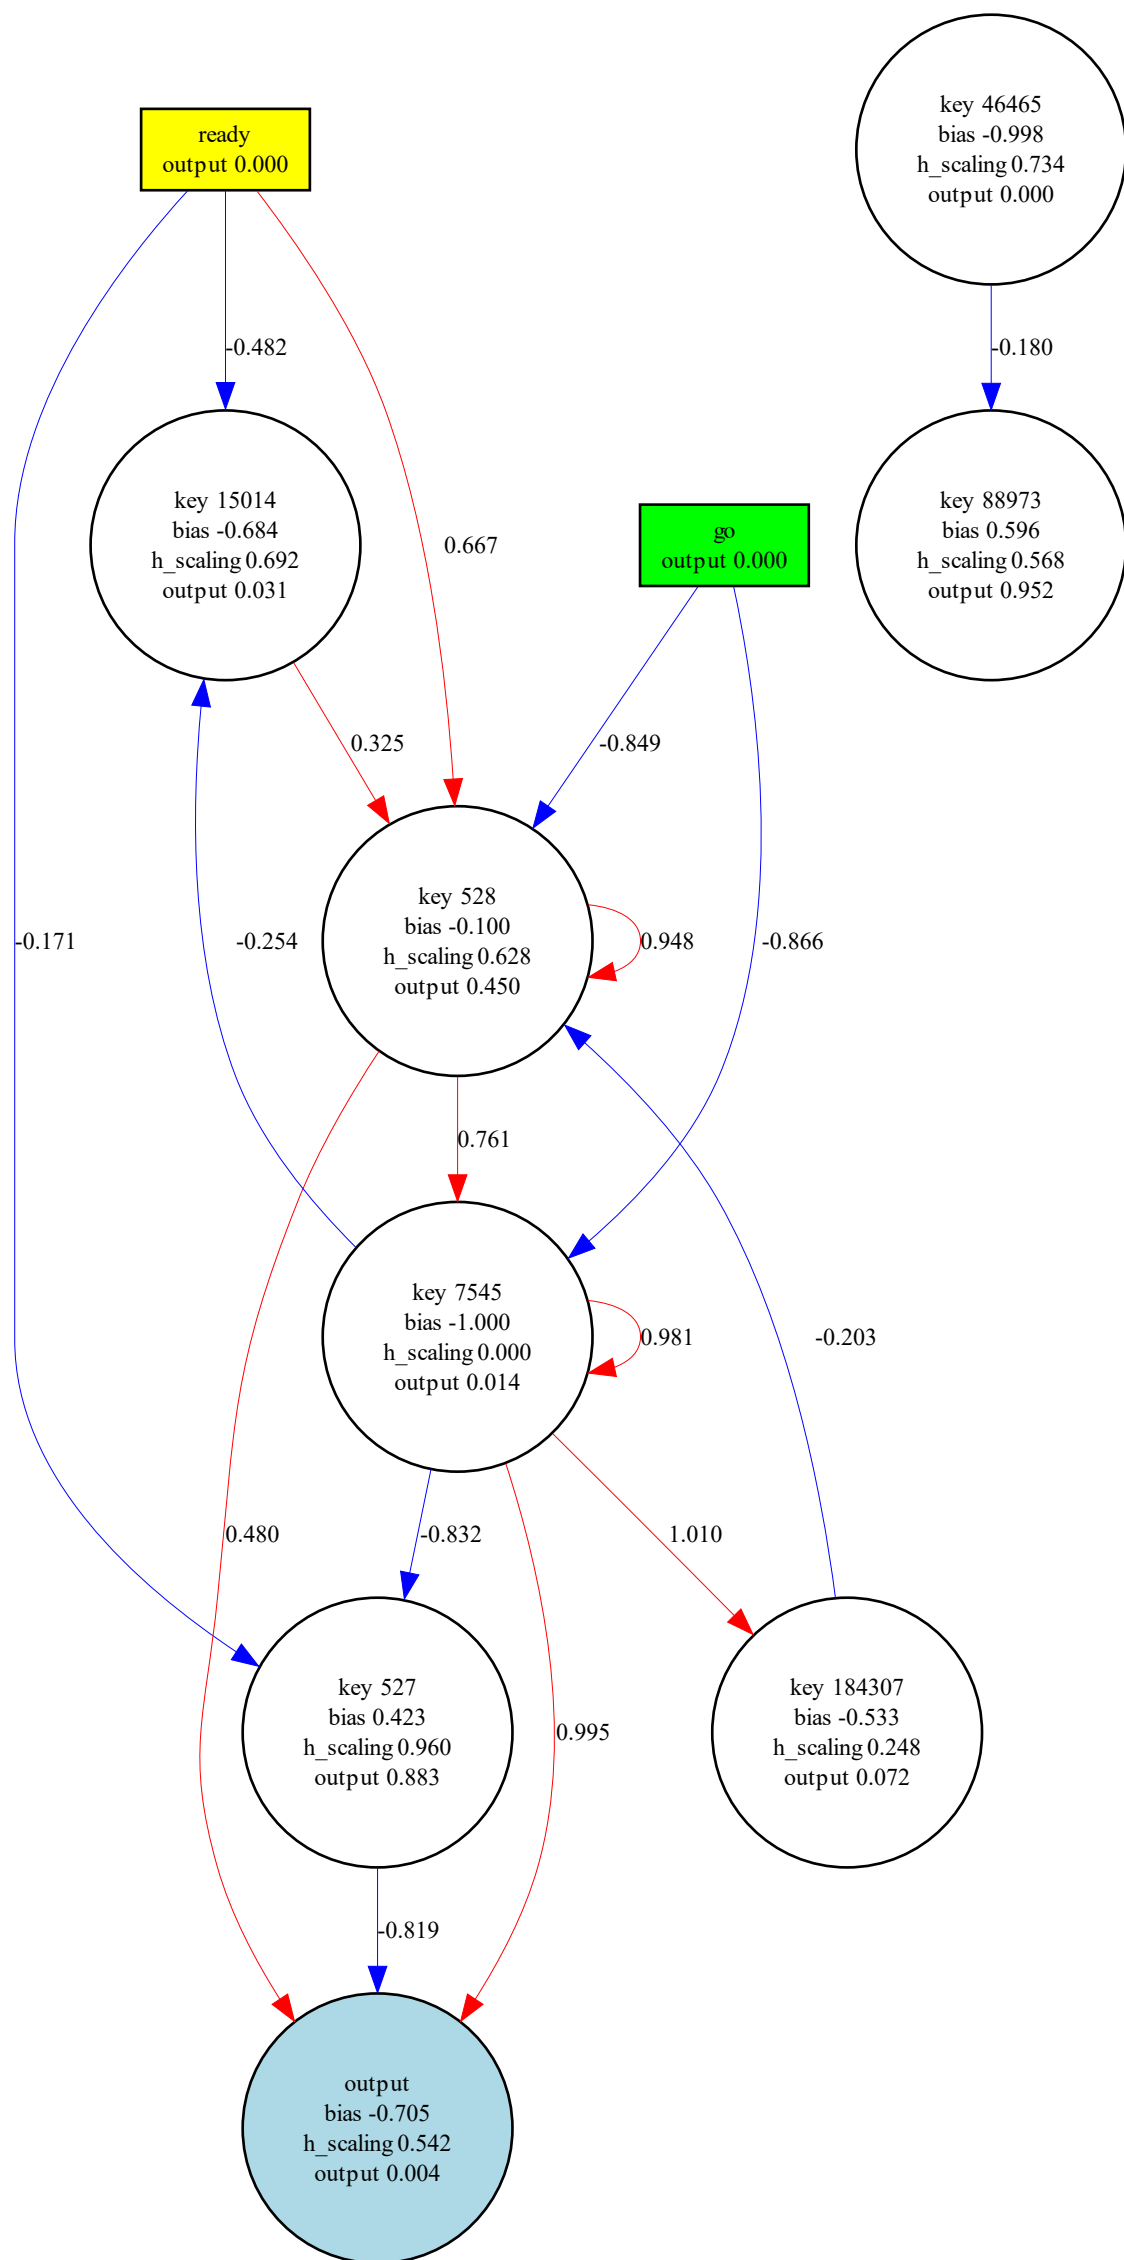 key 46465
bias -0.998
h_scaling 0.734
output 0.000
ready
output 0.000
-0.482
-0.180
key 15014
bias -0.684
h_scaling 0.692
output 0.031
0.667
go
output 0.000
key 88973
bias 0.596
h_scaling 0.568
output 0.952
0.325
-0.849
key 528
bias -0.100
h_scaling 0.628
output 0.450
-0.171
-0.254
0.948
-0.866
0.761
key 7545
bias -1.000
h_scaling 0.000
output 0.014
0.981
-0.203
0.480
-0.832
1.010
key 527
bias 0.423
h_scaling 0.960
output 0.883
0.995
key 184307
bias -0.533
h_scaling 0.248
output 0.072
-0.819
output
bias -0.705
h_scaling 0.542
output 0.004